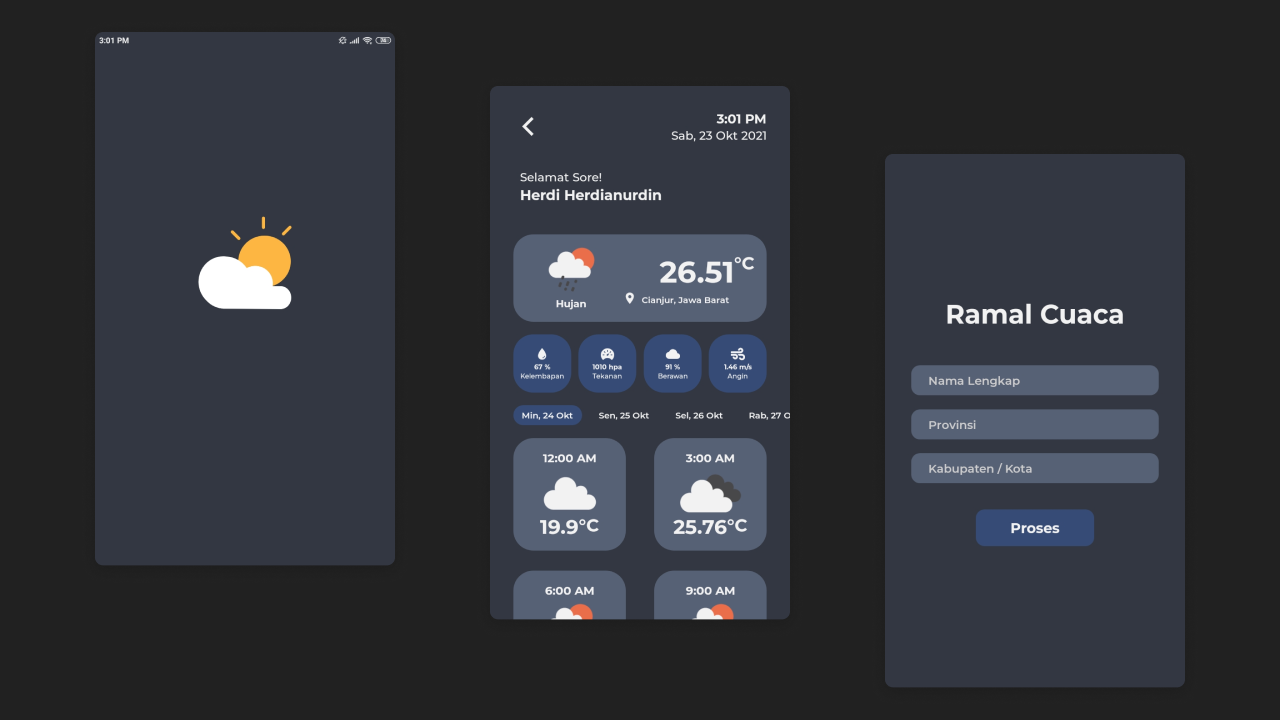 3:01 PM
3:01 PM
Sab, 23 Okt 2021
Selamat Sore!
Herdi Herdianurdin
26.51°C
Hujan
Cianjur, Jawa Barat
67 %
Kelembapan
1010 hpa
Tekanan
91 %
Berawan
1.46 m/s
Angin
Min, 24 Okt
Sen, 25 Okt
Sel, 26 Okt
Rab, 27 O
12:00 AM
19.9°C
3:00 AM
25.76°C
6:00 AM
9:00 AM
Ramal Cuaca
Nama Lengkap
Provinsi
Kabupaten / Kota
Proses